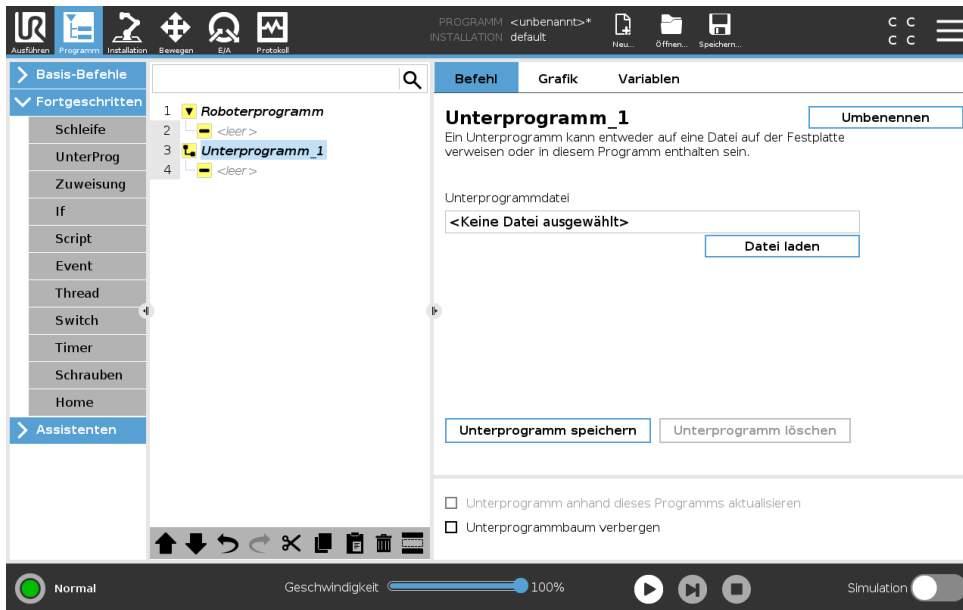 UR
PROGRAMM <unbenannt>*
INSTALLATION default
Ausführen Programm Installation Bewegen E/A Protokoll Neu... Öffnen... Speichern...
C C
C C
Basis-Befehle
Fortgeschritten
Schleife
UnterProg
Zuweisung
If
Script
Event
Thread
Switch
Timer
Schrauben
Home
Assistenten
1 Roboterprogramm
2 <leer>
3 Unterprogramm_1
4 <leer>
Befehl Grafik Variablen
Unterprogramm_1 Umbenennen
Ein Unterprogramm kann entweder auf eine Datei auf der Festplatte
verweisen oder in diesem Programm enthalten sein.
Unterprogrammdatei
<Keine Datei ausgewählt>
Datei laden
Unterprogramm speichern Unterprogramm löschen
Unterprogramm anhand dieses Programms aktualisieren
Unterprogrammbaum verbergen
Normal Geschwindigkeit 100% Simulation